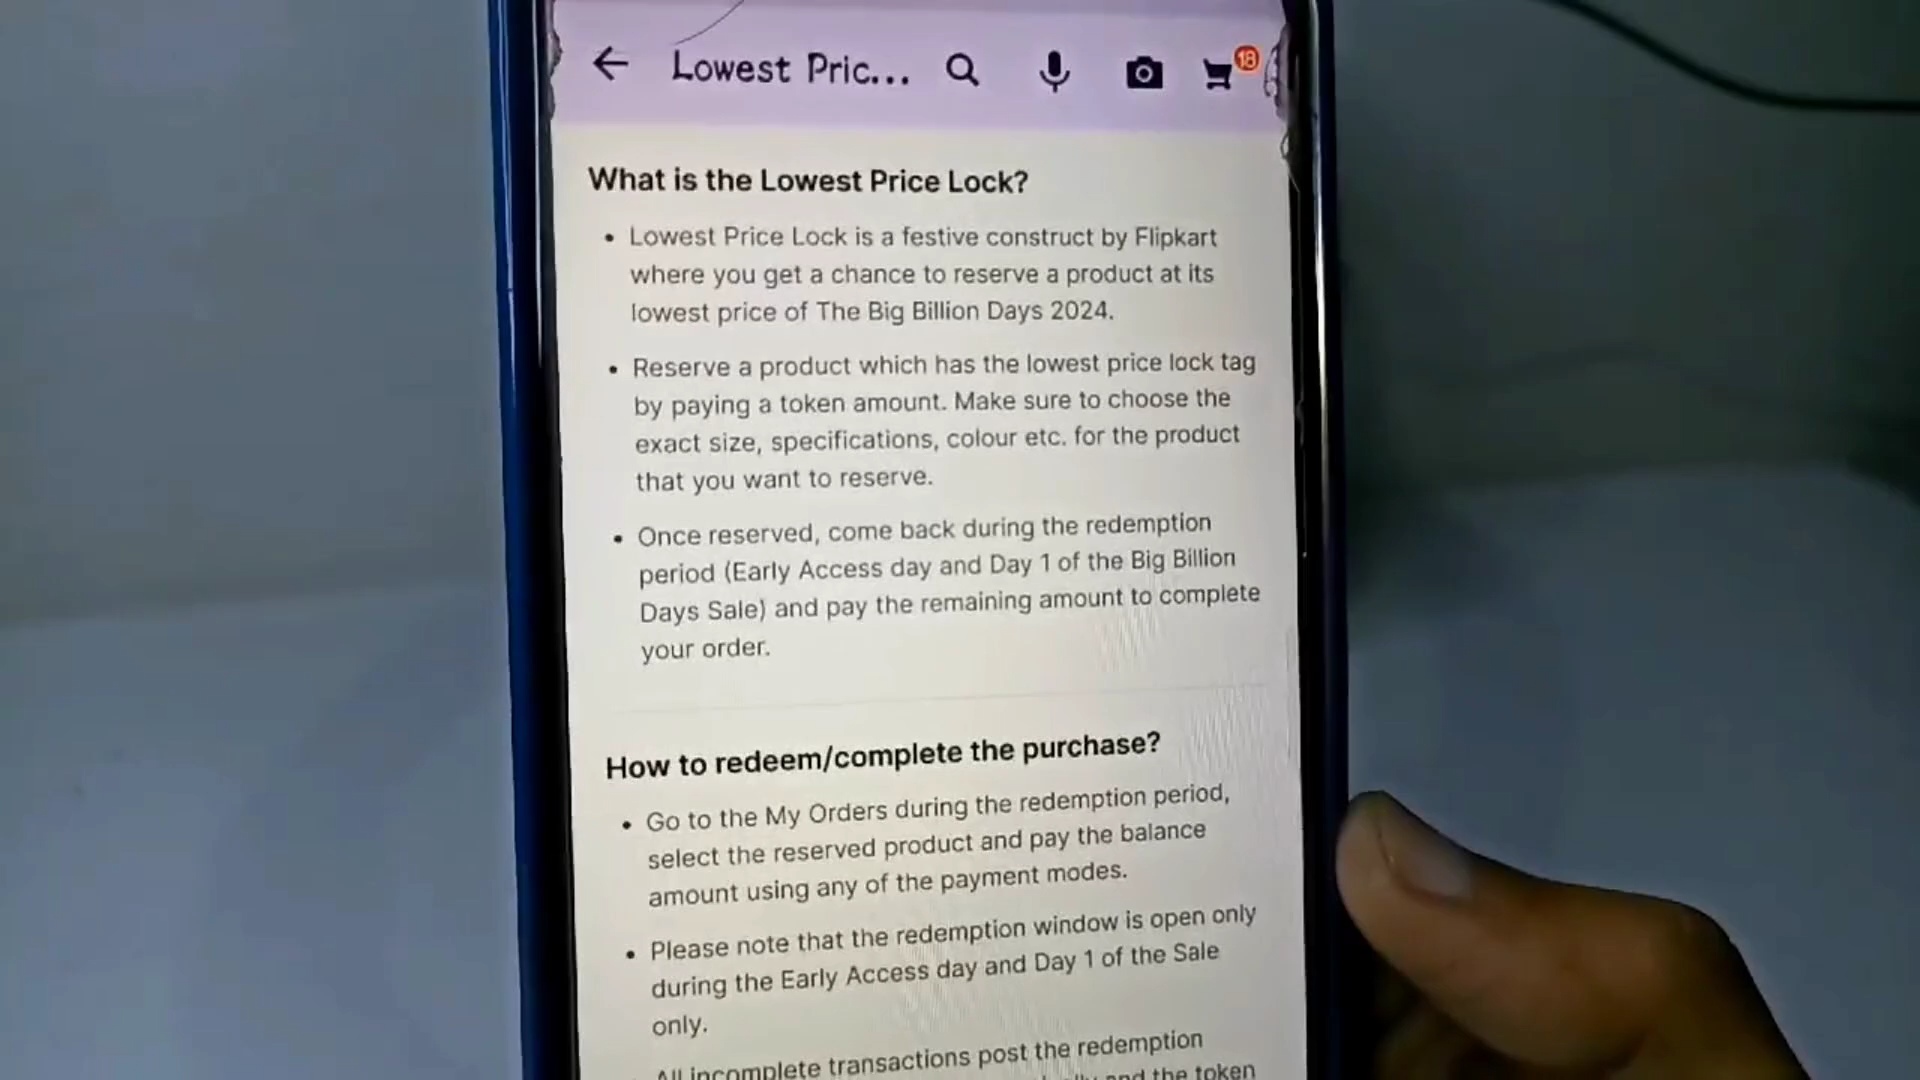 Lowest Pric...
18
What is the Lowest Price Lock?
• Lowest Price Lock is a festive construct by Flipkart
where you get a chance to reserve a product at its
lowest price of The Big Billion Days 2024.
• Reserve a product which has the lowest price lock tag
by paying a token amount. Make sure to choose the
exact size, specifications, colour etc. for the product
that you want to reserve.
• Once reserved, come back during the redemption
period (Early Access day and Day 1 of the Big Billion
Days Sale) and pay the remaining amount to complete
your order.
How to redeem/complete the purchase?
• Go to the My Orders during the redemption period,
select the reserved product and pay the balance
amount using any of the payment modes.
• Please note that the redemption window is open only
during the Early Access day and Day 1 of the Sale
only.
All incomplete transactions post the redemption
and the token